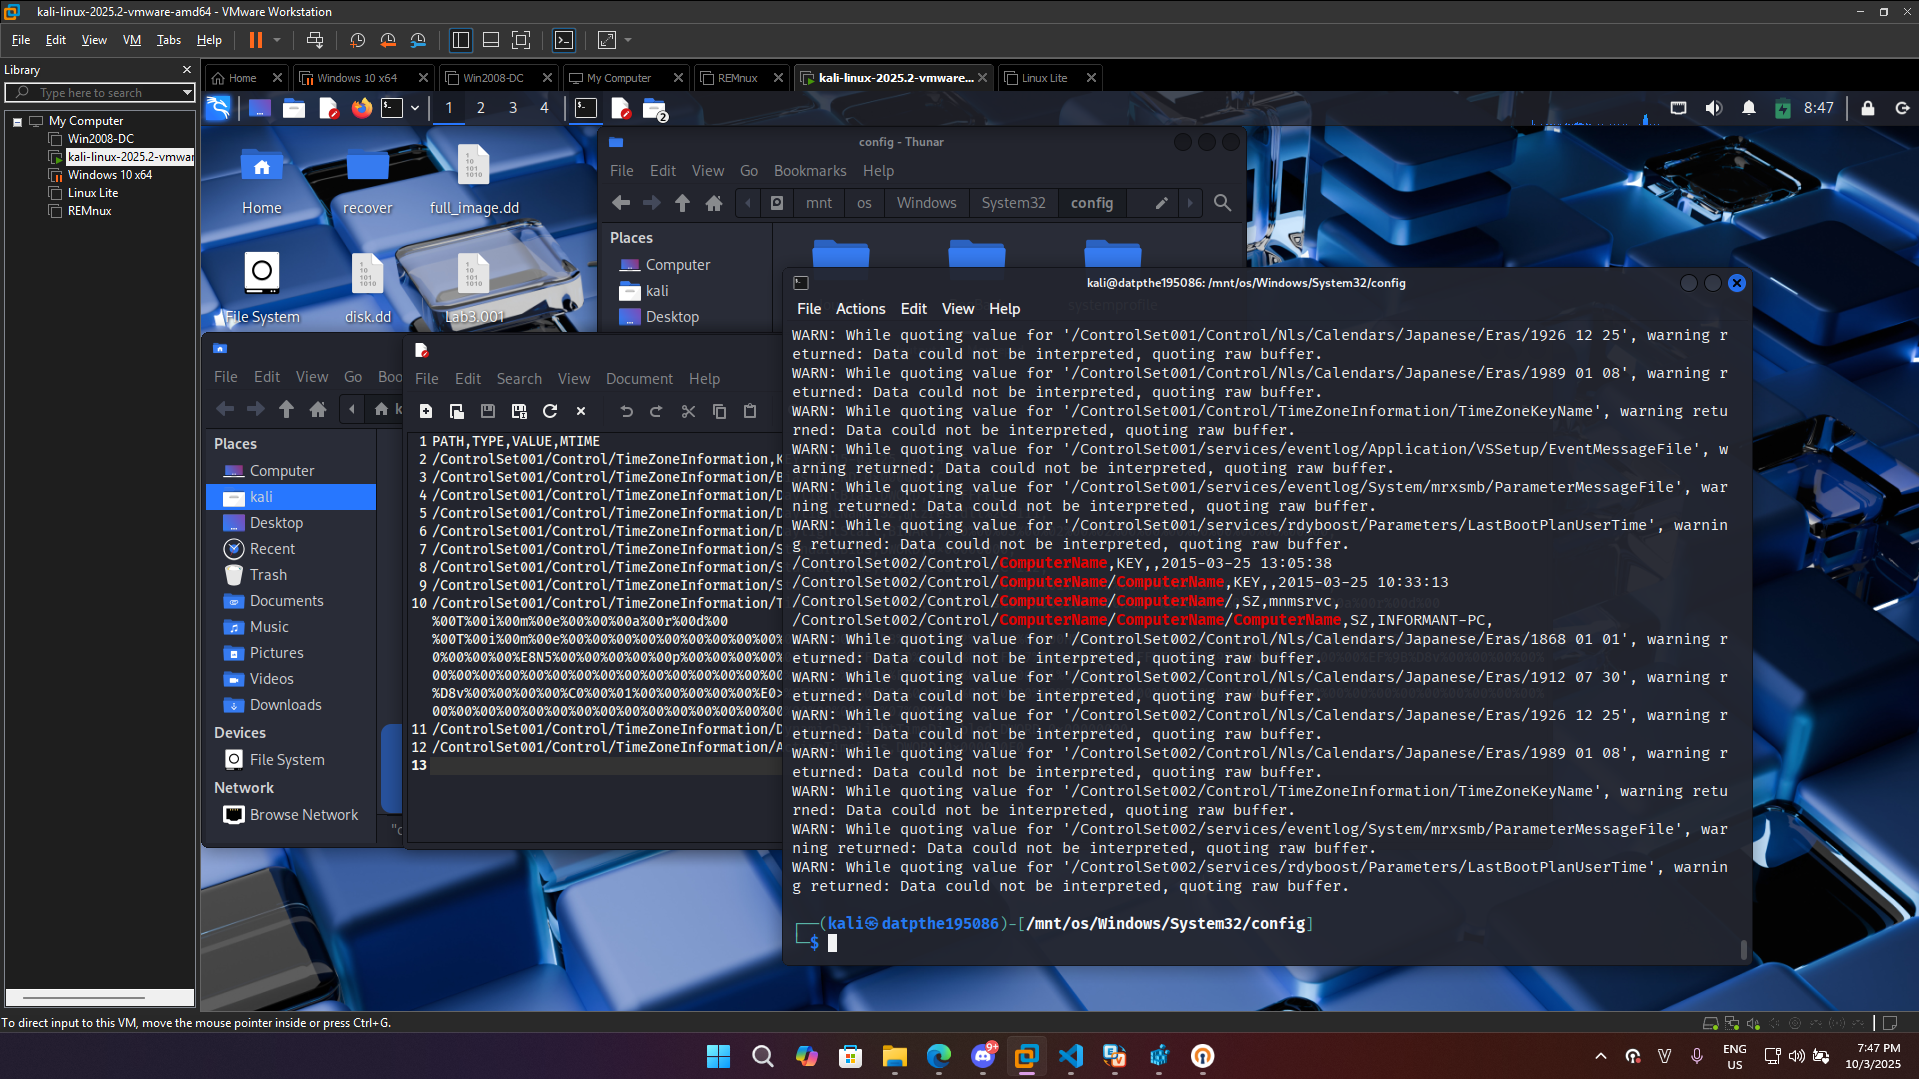 kali-linux-2025.2-vmware-amd64 - VMware Workstation
File Edit View VM Tabs Help
Library
Type here to search
My Computer
Win2008-DC
kali-linux-2025.2-vmwar
Windows 10 x64
Linux Lite
REMnux
Home
Windows 10 x64
Win2008-DC
My Computer
REMnux
kali-linux-2025.2-vmware...
Linux Lite
1 2 3 4
2
8:47
Home
recover
full_image.dd
File System
disk.dd
Lab3.001
config - Thunar
File Edit View Go Bookmarks Help
mnt os Windows System32 config
Places
Computer
kali
Desktop
File Edit View Go Boo
Places
Computer
kali
Desktop
Recent
Trash
Documents
Music
Pictures
Videos
Downloads
Devices
File System
Network
Browse Network
File Edit Search View Document Help
1 PATH,TYPE,VALUE,MTIME
2 /ControlSet001/Control/TimeZoneInformation,K
3 /ControlSet001/Control/TimeZoneInformation/B
4 /ControlSet001/Control/TimeZoneInformation/D
5 /ControlSet001/Control/TimeZoneInformation/D
6 /ControlSet001/Control/TimeZoneInformation/D
7 /ControlSet001/Control/TimeZoneInformation/S
8 /ControlSet001/Control/TimeZoneInformation/S
9 /ControlSet001/Control/TimeZoneInformation/S
10 /ControlSet001/Control/TimeZoneInformation/T
%00T%00i%00m%00e%00%00%00a%00r%00d%00
%00T%00i%00m%00e%00%00%00%00%00%00%00%00%00%00
0%00%00%00%E8N5%00%00%00%00%00p%00%00%00%00%
00%00%00%00%00%00%00%00%00%00%00%00%00%00%00
%D8v%00%00%00%00%C0%00%01%00%00%00%00%00%E0>
00%00%00%00%00%00%00%00%00%00%00%00%00%00%00
11 /ControlSet001/Control/TimeZoneInformation/D
12 /ControlSet001/Control/TimeZoneInformation/A
13
kali@datpthe195086: /mnt/os/Windows/System32/config
File Actions Edit View Help
WARN: While quoting value for '/ControlSet001/Control/Nls/Calendars/Japanese/Eras/1926 12 25', warning r
eturned: Data could not be interpreted, quoting raw buffer.
WARN: While quoting value for '/ControlSet001/Control/Nls/Calendars/Japanese/Eras/1989 01 08', warning r
eturned: Data could not be interpreted, quoting raw buffer.
WARN: While quoting value for '/ControlSet001/Control/TimeZoneInformation/TimeZoneKeyName', warning retu
rned: Data could not be interpreted, quoting raw buffer.
WARN: While quoting value for '/ControlSet001/services/eventlog/Application/VSSetup/EventMessageFile', w
arning returned: Data could not be interpreted, quoting raw buffer.
WARN: While quoting value for '/ControlSet001/services/eventlog/System/mrxsmb/ParameterMessageFile', war
ning returned: Data could not be interpreted, quoting raw buffer.
WARN: While quoting value for '/ControlSet001/services/rdyboost/Parameters/LastBootPlanUserTime', warnin
g returned: Data could not be interpreted, quoting raw buffer.
/ControlSet002/Control/ComputerName,KEY,,2015-03-25 13:05:38
/ControlSet002/Control/ComputerName/ComputerName,KEY,,2015-03-25 10:33:13
/ControlSet002/Control/ComputerName/ComputerName/,SZ,mnmsrvc,
/ControlSet002/Control/ComputerName/ComputerName/ComputerName,SZ,INFORMANT-PC,
WARN: While quoting value for '/ControlSet002/Control/Nls/Calendars/Japanese/Eras/1868 01 01', warning r
eturned: Data could not be interpreted, quoting raw buffer.
WARN: While quoting value for '/ControlSet002/Control/Nls/Calendars/Japanese/Eras/1912 07 30', warning r
eturned: Data could not be interpreted, quoting raw buffer.
WARN: While quoting value for '/ControlSet002/Control/Nls/Calendars/Japanese/Eras/1926 12 25', warning r
eturned: Data could not be interpreted, quoting raw buffer.
WARN: While quoting value for '/ControlSet002/Control/Nls/Calendars/Japanese/Eras/1989 01 08', warning r
eturned: Data could not be interpreted, quoting raw buffer.
WARN: While quoting value for '/ControlSet002/Control/TimeZoneInformation/TimeZoneKeyName', warning retu
rned: Data could not be interpreted, quoting raw buffer.
WARN: While quoting value for '/ControlSet002/services/eventlog/System/mrxsmb/ParameterMessageFile', war
ning returned: Data could not be interpreted, quoting raw buffer.
WARN: While quoting value for '/ControlSet002/services/rdyboost/Parameters/LastBootPlanUserTime', warnin
g returned: Data could not be interpreted, quoting raw buffer.
┌──(kali㉿datpthe195086)-[/mnt/os/Windows/System32/config]
└─$
To direct input to this VM, move the mouse pointer inside or press Ctrl+G.
9+
ENG
US
7:47 PM
10/3/2025